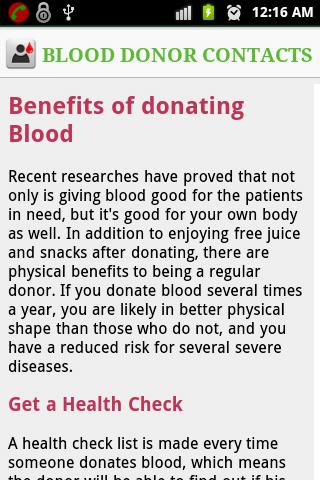 12:16 AM
BLOOD DONOR CONTACTS
Benefits of donating
Blood
Recent researches have proved that not
only is giving blood good for the patients
in need, but it's good for your own body
as well. In addition to enjoying free juice
and snacks after donating, there are
physical benefits to being a regular
donor. If you donate blood several times
a year, you are likely in better physical
shape than those who do not, and you
have a reduced risk for several severe
diseases.
Get a Health Check
A health check list is made every time
someone donates blood, which means
the donor will be able to find out if his